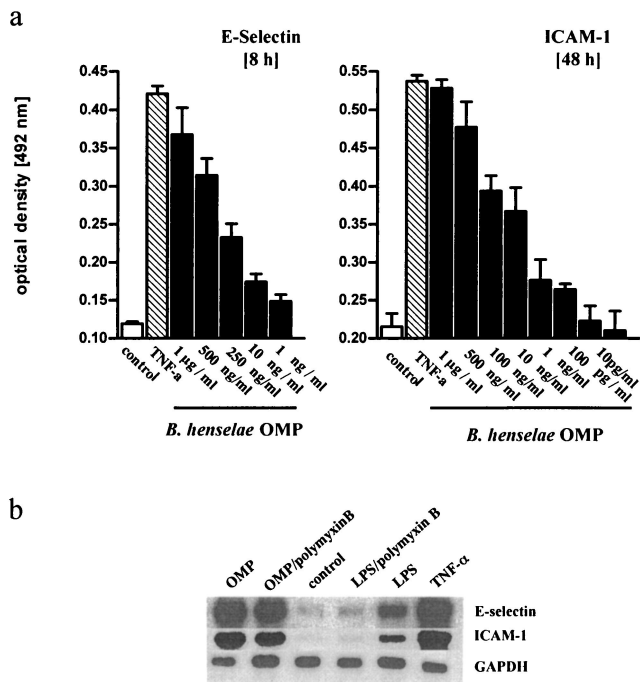 a
E-Selectin
[8 h]
ICAM-1
[48 h]
optical density [492 nm]
0.45
0.40
0.35
0.30
0.25
0.20
0.15
0.10
control
TNF-a
1 µg / ml
500 ng/ml
250 ng/ml
10 ng / ml
1 ng / ml
B. henselae OMP
0.55
0.50
0.45
0.40
0.35
0.30
0.25
0.20
control
TNF-a
1 µg / ml
500 ng/ml
100 ng/ml
10 ng/ml
1 ng/ml
100 pg / ml
10pg/ml
B. henselae OMP
b
OMP
OMP/polymyxinB
control
LPS/polymyxin B
LPS
TNF-α
E-selectin
ICAM-1
GAPDH